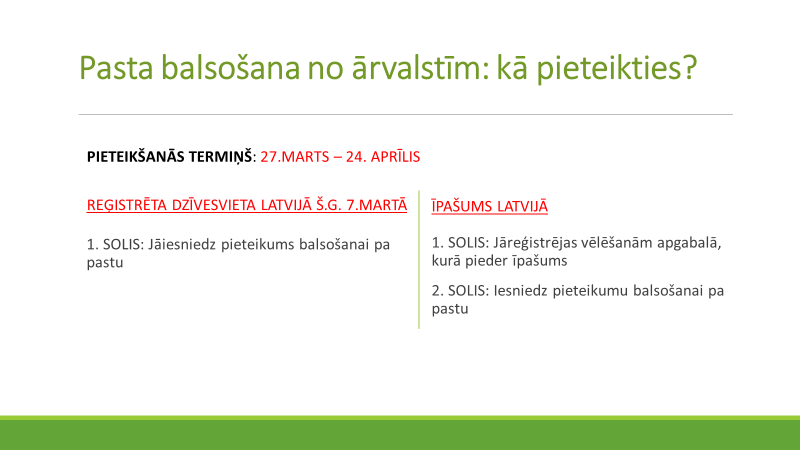 Pasta balsošana no ārvalstīm: kā pieteikties?
PIETEIKŠANĀS TERMIŅŠ: 27.MARTS – 24. APRĪLIS
REĢISTRĒTA DZĪVESVIETA LATVIJĀ Š.G. 7.MARTĀ
1. SOLIS: Jāiesniedz pieteikums balsošanai pa
pastu
ĪPAŠUMS LATVIJĀ
1. SOLIS: Jāreģistrējas vēlēšanām apgabalā,
kurā pieder īpašums
2. SOLIS: Iesniedz pieteikumu balsošanai pa
pastu